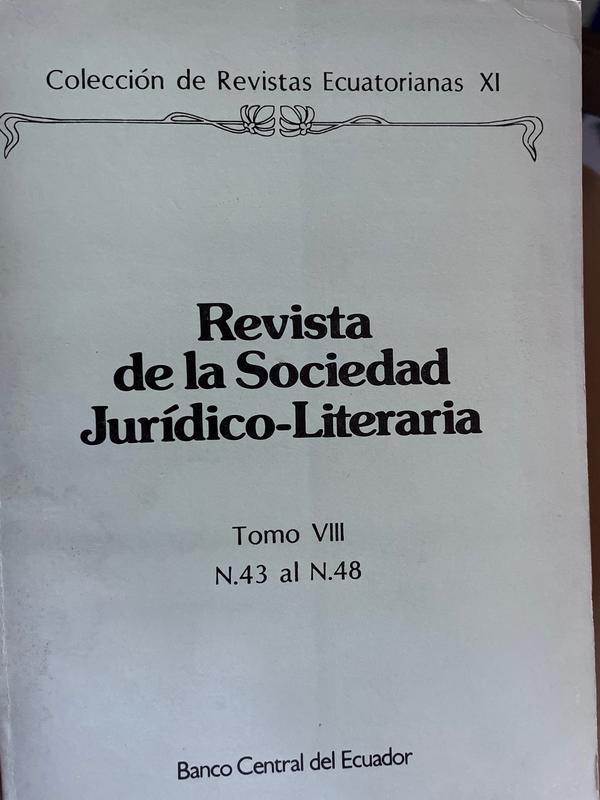 Colección de Revistas Ecuatorianas XI
Revista
de la Sociedad
Jurídico-Literaria
Tomo VIII
N.43 al N.48
Banco Central del Ecuador